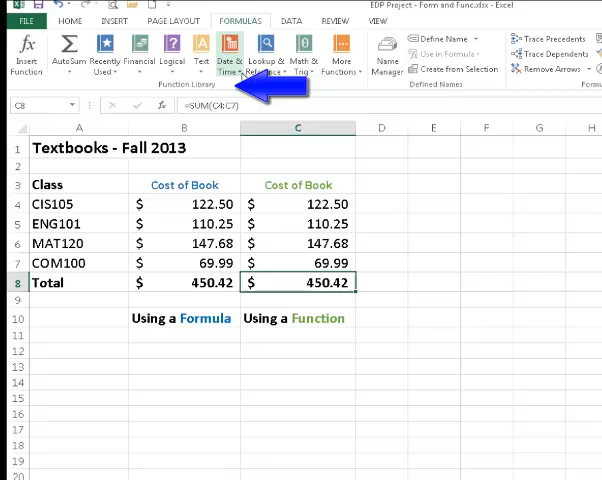 EDP Project - Form and Func.xlsx - Excel
FILE HOME INSERT PAGE LAYOUT FORMULAS DATA REVIEW VIEW
fx Σ ? A θ
Insert Function AutoSum Recently Used Financial Logical Text Date & Time Lookup & Reference Math & Trig More Functions Name Manager
Define Name Trace Precedents
Use in Formula Trace Dependents
Create from Selection Remove Arrows
Function Library Defined Names Formu
C8 fx =SUM(C4:C7)
A B C D E F G H
1 Textbooks - Fall 2013
2
3 Class Cost of Book Cost of Book
4 CIS105 $ 122.50 $ 122.50
5 ENG101 $ 110.25 $ 110.25
6 MAT120 $ 147.68 $ 147.68
7 COM100 $ 69.99 $ 69.99
8 Total $ 450.42 $ 450.42
9
10 Using a Formula Using a Function
11
12
13
14
15
16
17
18
19
20